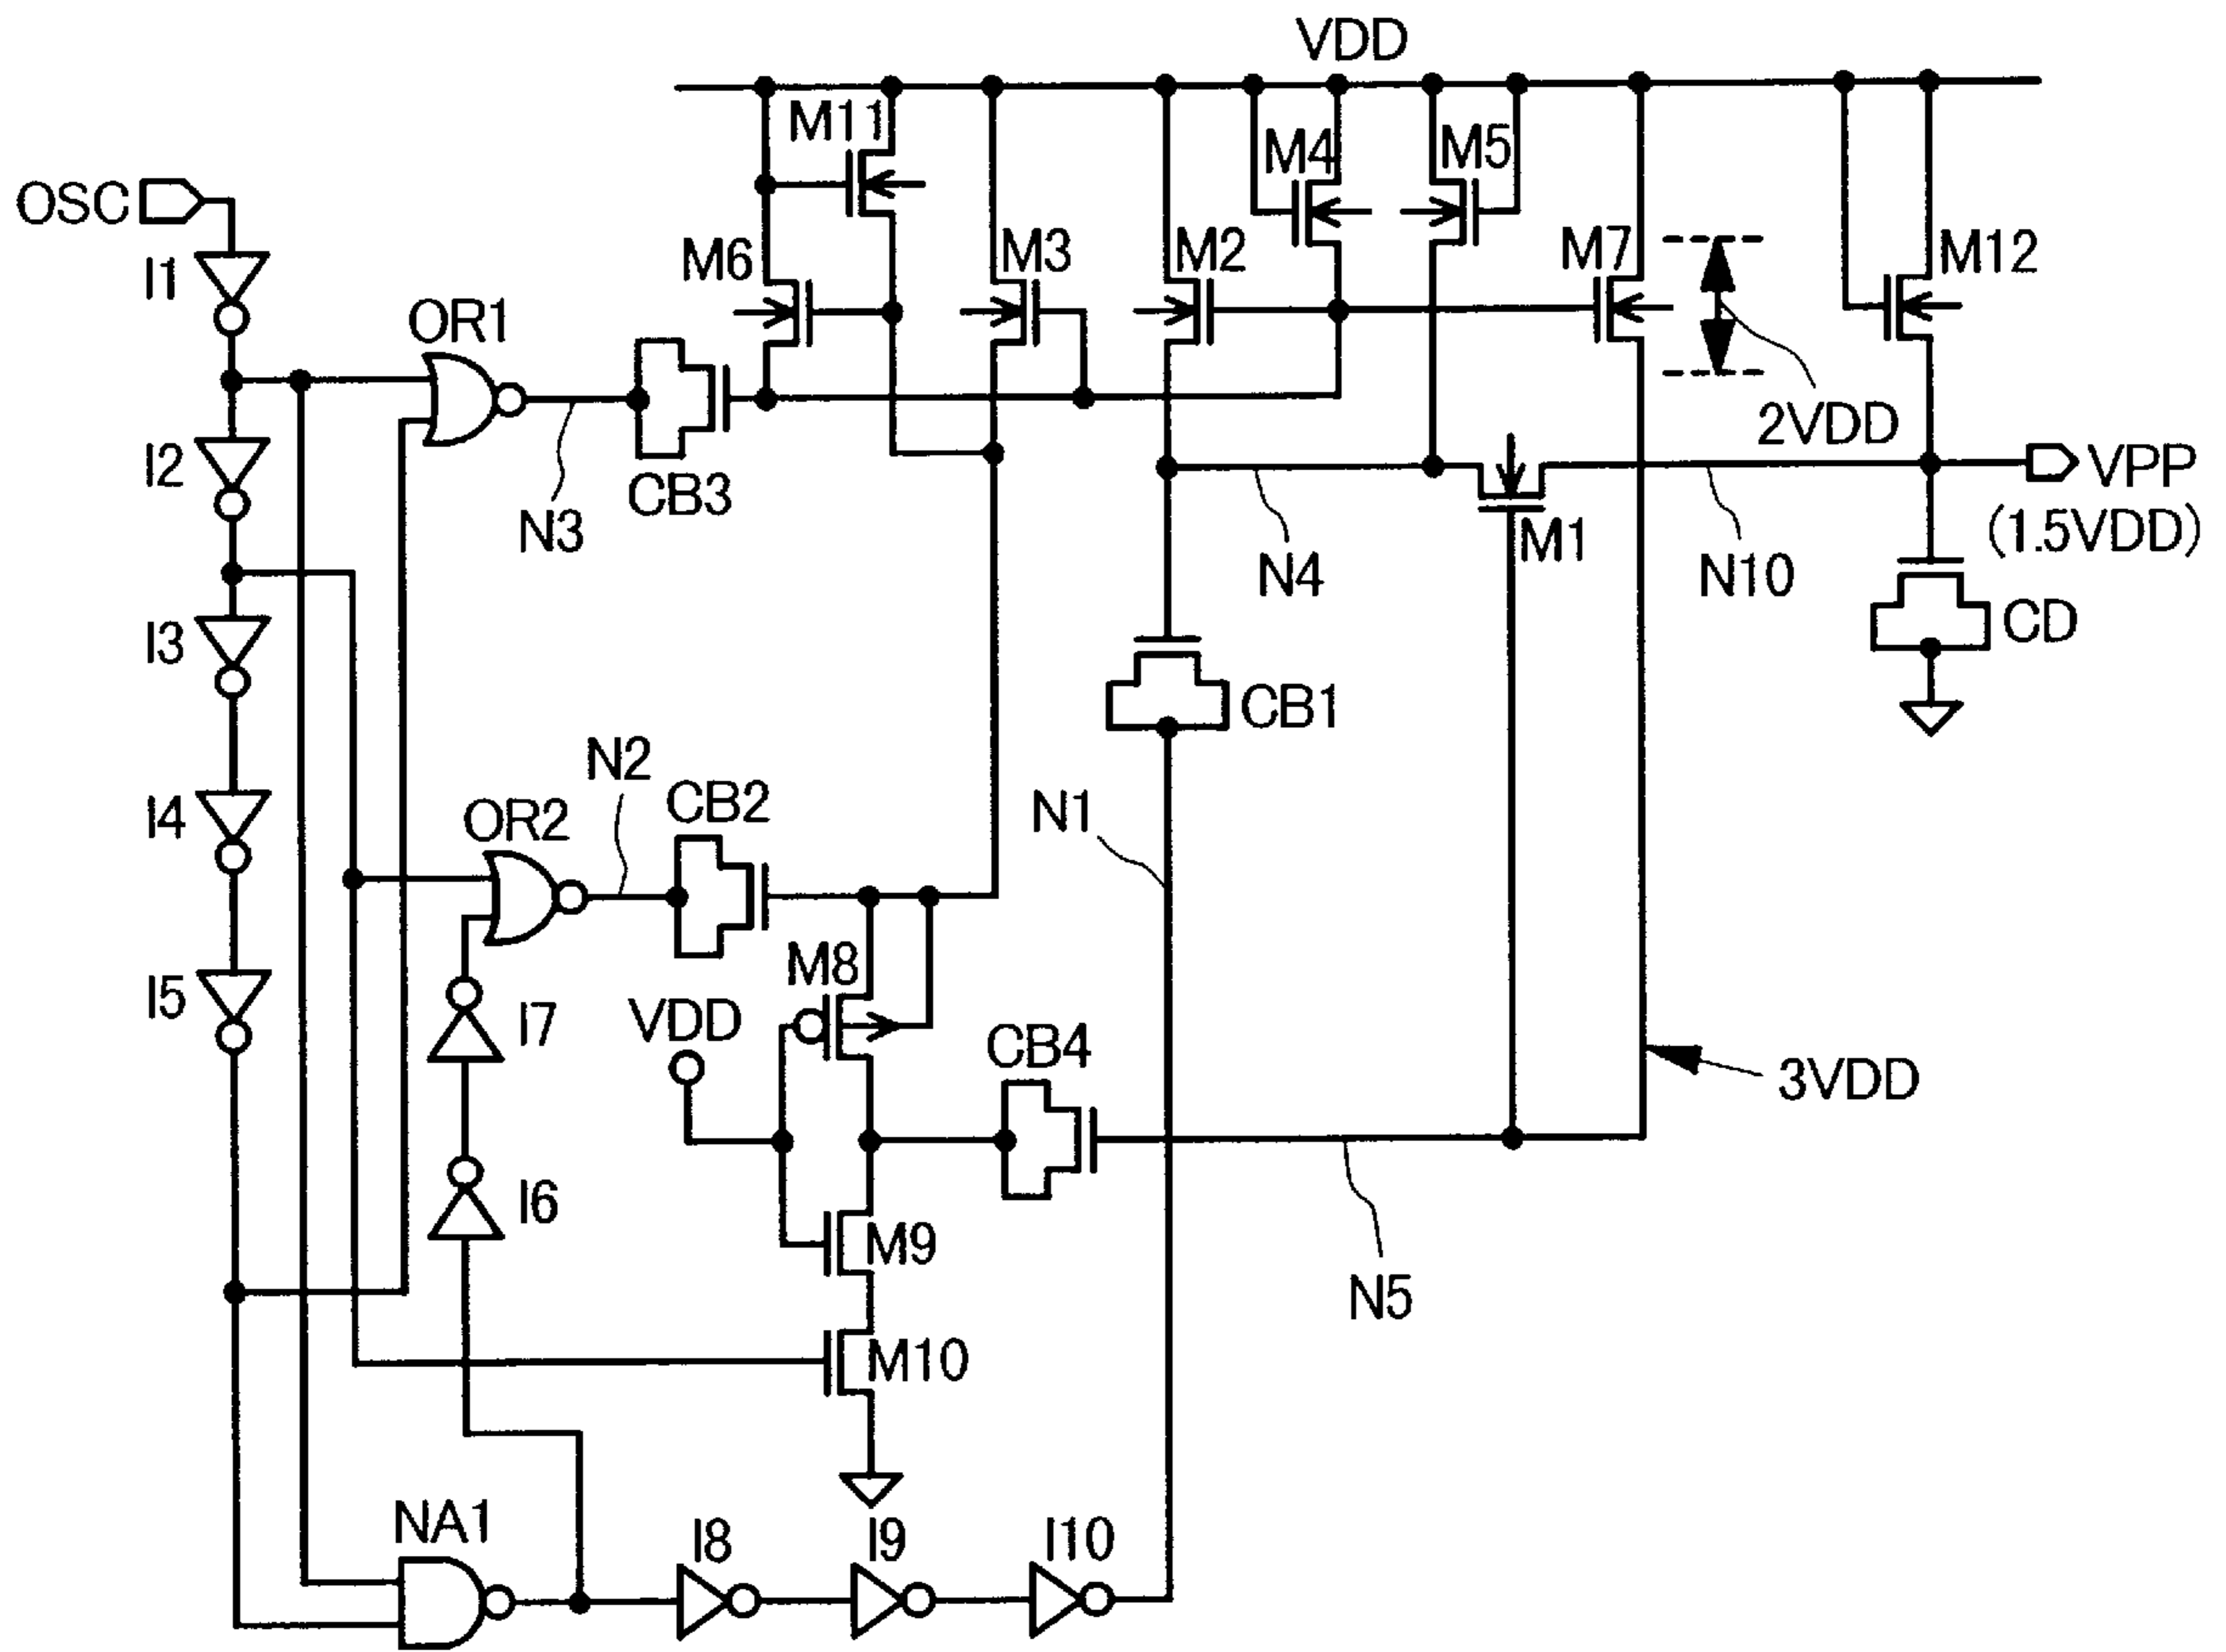 VDD
M11
M4
M5
OSC
I1
M6
M3
M2
M7
M12
OR1
2VDD
I2
CB3
VPP
N3
M1
(1.5VDD)
N4
N10
I3
CD
CB1
N2
CB2
N1
I4
OR2
M8
I5
I7
VDD
CB4
3VDD
I6
M9
N5
M10
NA1
I8
I9
I10